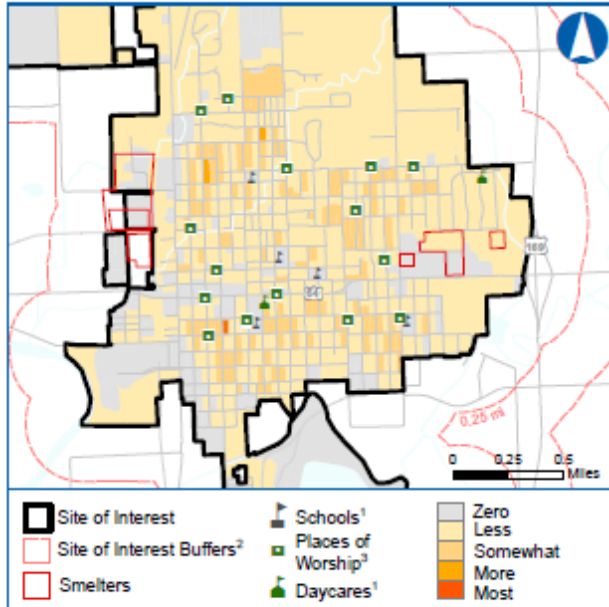 169
54
0.25 mi
0 0.25 0.5
Miles
Site of Interest
Site of Interest Buffers²
Smelters
Schools¹
Places of
Worship³
Daycares¹
Zero
Less
Somewhat
More
Most